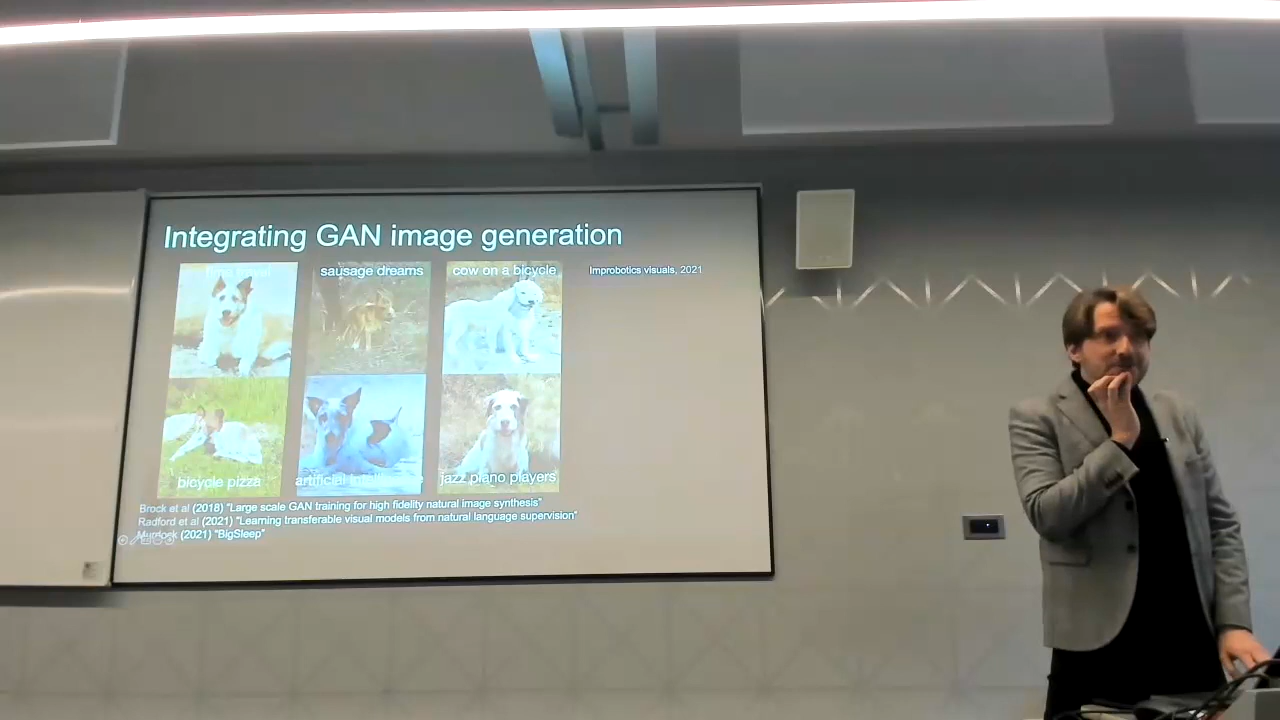 Integrating GAN image generation
sausage dreams
cow on a bicycle
Improbotics visuals, 2021
bicycle pizza
artificial
jazz piano players
Brock et al (2018) "Large scale GAN training for high fidelity natural image synthesis"
Radford et al (2021) "Learning transferable visual models from natural language supervision"
Murdock (2021) "BigSleep"